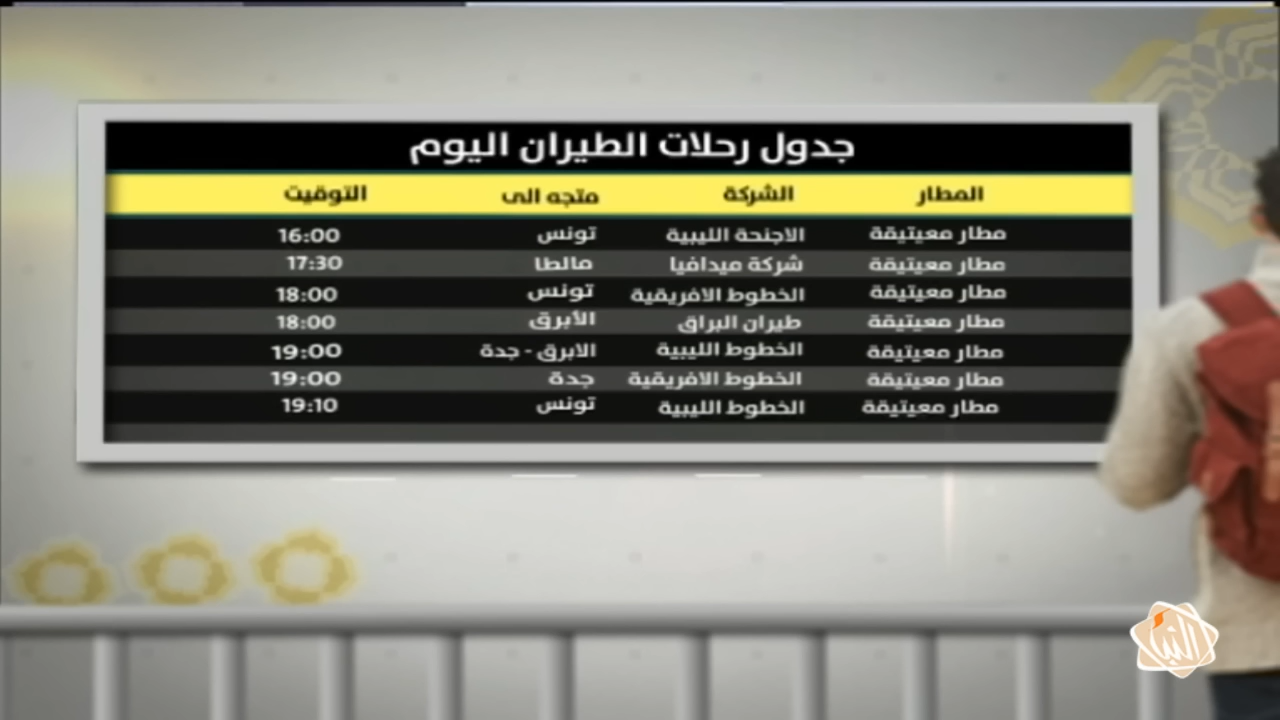 جدول رحلات الطيران اليوم
المطار الشركة متجه الى التوقيت
مطار معيتيقة الاجنحة الليبية تونس 16:00
مطار معيتيقة شركة ميدافيا مالطا 17:30
مطار معيتيقة الخطوط الافريقية تونس 18:00
مطار معيتيقة طيران البراق الأبرق 18:00
مطار معيتيقة الخطوط الليبية الابرق - جدة 19:00
مطار معيتيقة الخطوط الافريقية جدة 19:00
مطار معيتيقة الخطوط الليبية تونس 19:10
النبأ